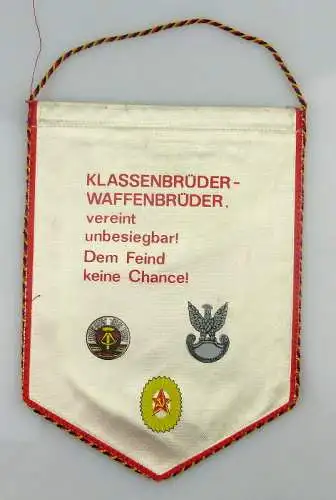 KLASSENBRÜDER-
WAFFENBRÜDER,
vereint
unbesiegbar!
Dem Feind
keine Chance!